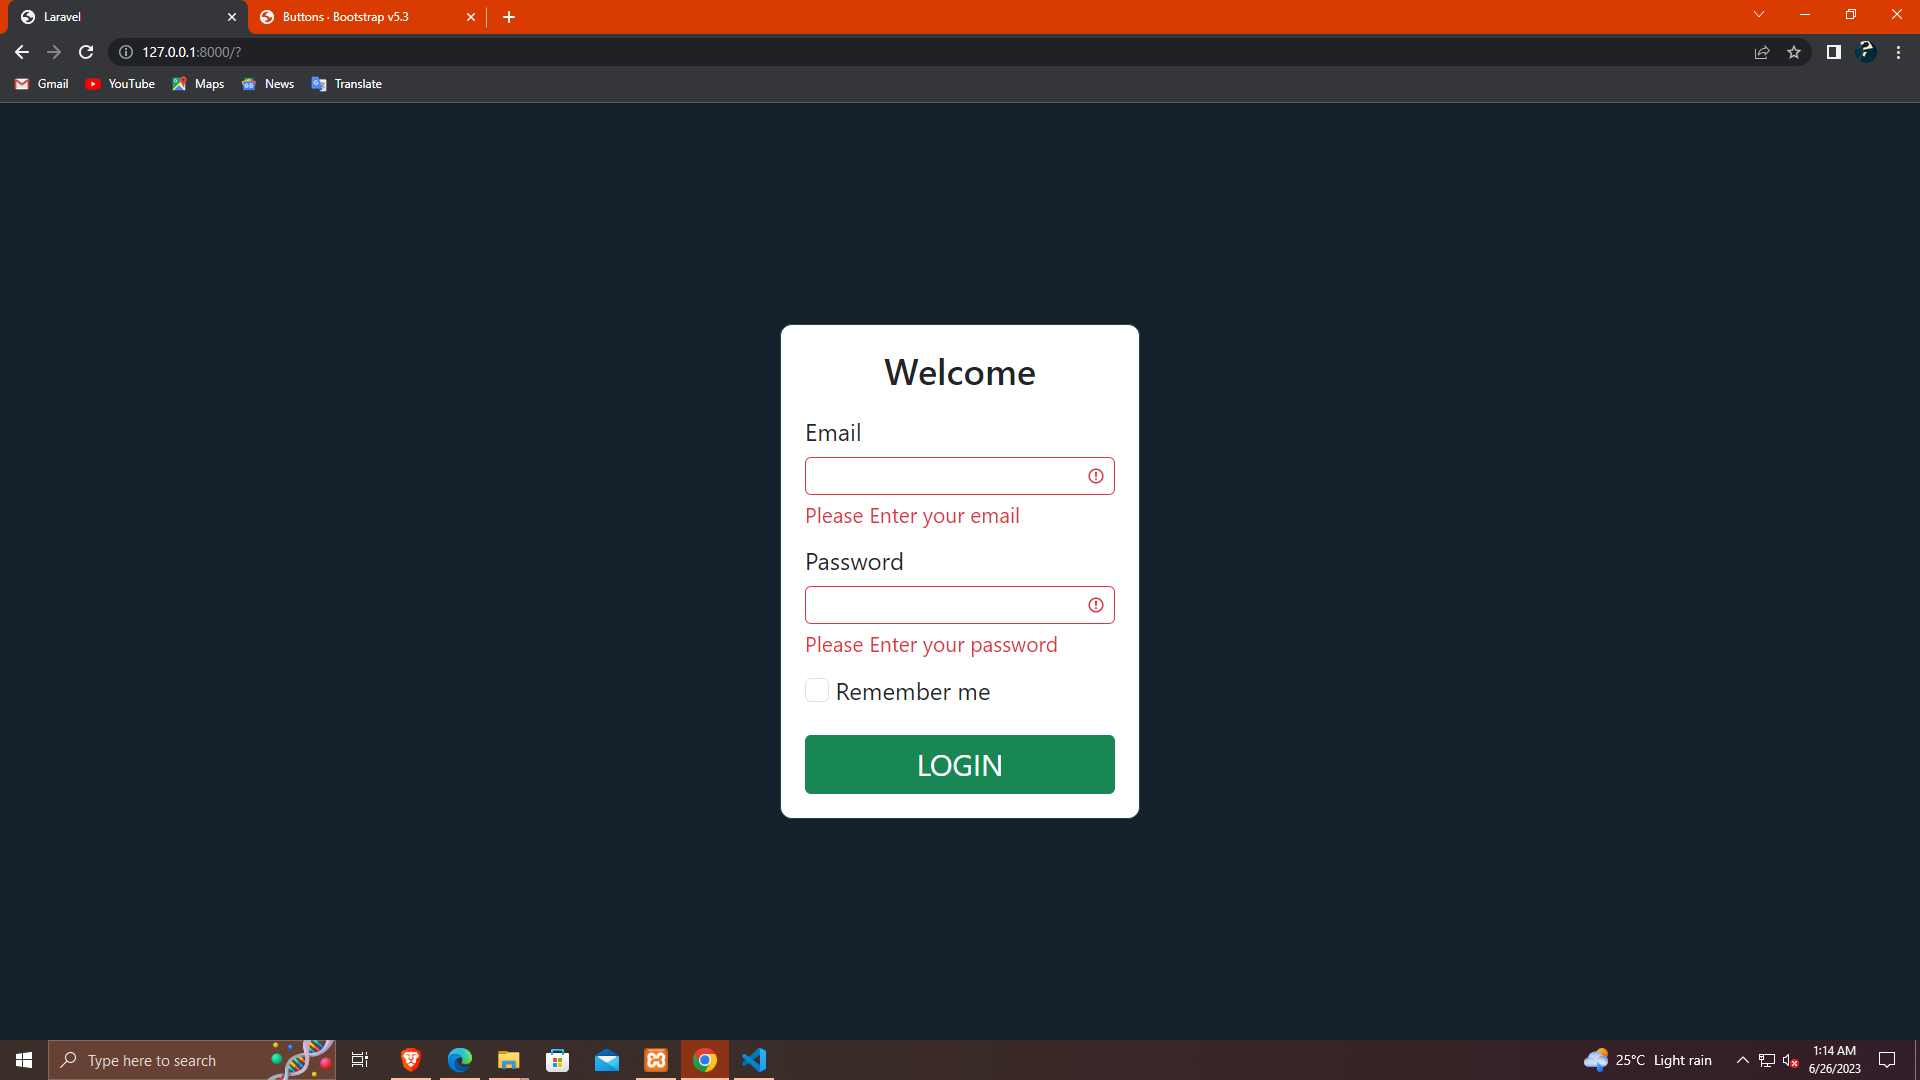 Laravel
Buttons · Bootstrap v5.3
127.0.0.1:8000/?
Gmail
YouTube
Maps
News
Translate
Welcome
Email
Please Enter your email
Password
Please Enter your password
Remember me
LOGIN
Type here to search
25°C Light rain
1:14 AM
6/26/2023